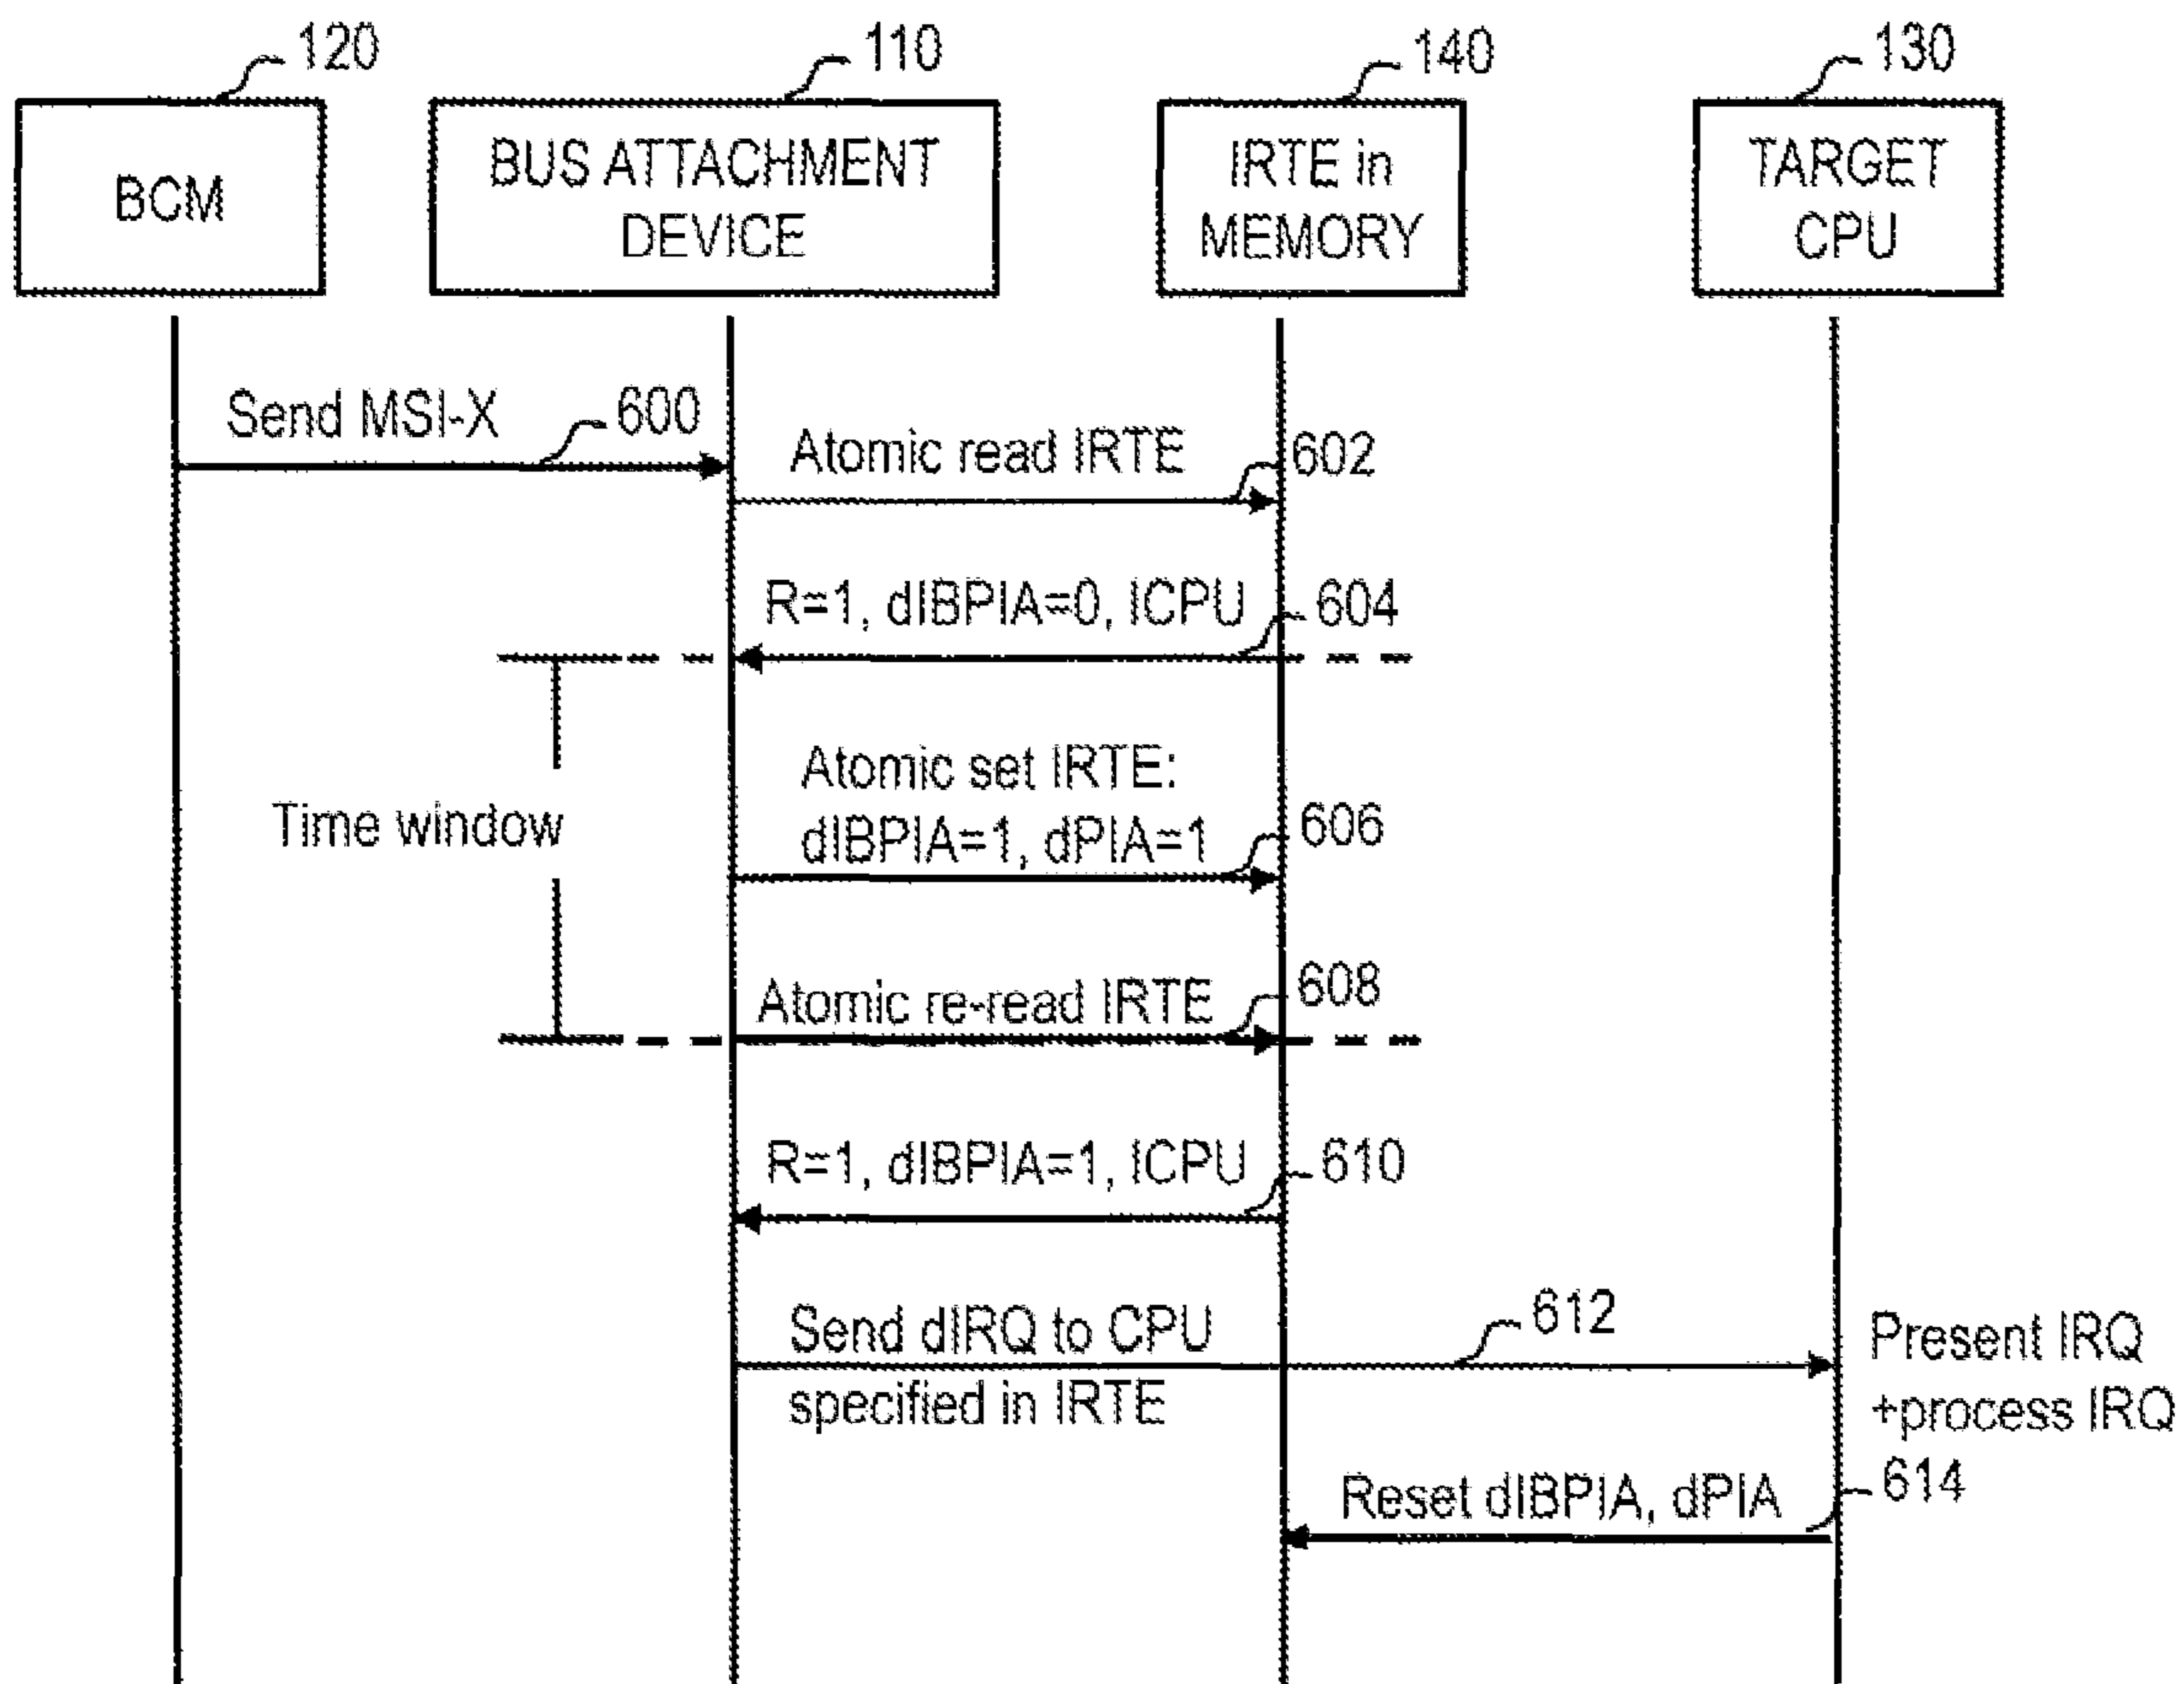 120
110
140
130
BCM
BUS ATTACHMENT
DEVICE
IRTE in
MEMORY
TARGET
CPU
Send MSI-X
600
Atomic read IRTE
602
R=1, dIBPIA=0, ICPU
604
Time window
Atomic set IRTE:
dIBPIA=1, dPIA=1
606
Atomic re-read IRTE
608
R=1, dIBPIA=1, ICPU
610
Send dIRQ to CPU
specified in IRTE
612
Present IRQ
+process IRQ
Reset dIBPIA, dPIA
614